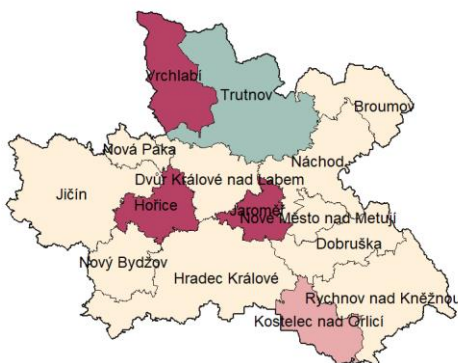 Vrchlabí
Trutnov
Broumov
Nová Paka
Náchod
Dvůr Králové nad Labem
Jičín
Hořice
Jaroměř
Nové Město nad Metují
Dobruška
Nový Bydžov
Hradec Králové
Rychnov nad Kněžnou
Kostelec nad Orlicí